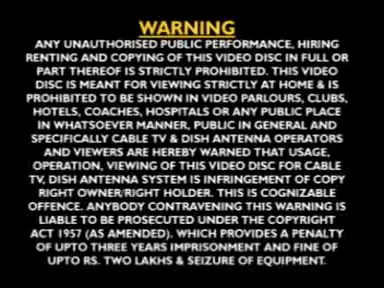 WARNING
ANY UNAUTHORISED PUBLIC PERFORMANCE, HIRING
RENTING AND COPYING OF THIS VIDEO DISC IN FULL OR
PART THEREOF IS STRICTLY PROHIBITED. THIS VIDEO
DISC IS MEANT FOR VIEWING STRICTLY AT HOME & IS
PROHIBITED TO BE SHOWN IN VIDEO PARLOURS, CLUBS,
HOTELS, COACHES, HOSPITALS OR ANY PUBLIC PLACE
IN WHATSOEVER MANNER, PUBLIC IN GENERAL AND
SPECIFICALLY CABLE TV & DISH ANTENNA OPERATORS
AND VIEWERS ARE HEREBY WARNED THAT USAGE,
OPERATION, VIEWING OF THIS VIDEO DISC FOR CABLE
TV, DISH ANTENNA SYSTEM IS INFRINGEMENT OF COPY
RIGHT OWNER/RIGHT HOLDER. THIS IS COGNIZABLE
OFFENCE. ANYBODY CONTRAVENING THIS WARNING IS
LIABLE TO BE PROSECUTED UNDER THE COPYRIGHT
ACT 1957 (AS AMENDED), WHICH PROVIDES A PENALTY
OF UPTO THREE YEARS IMPRISONMENT AND FINE OF
UPTO RS. TWO LAKHS & SEIZURE OF EQUIPMENT.